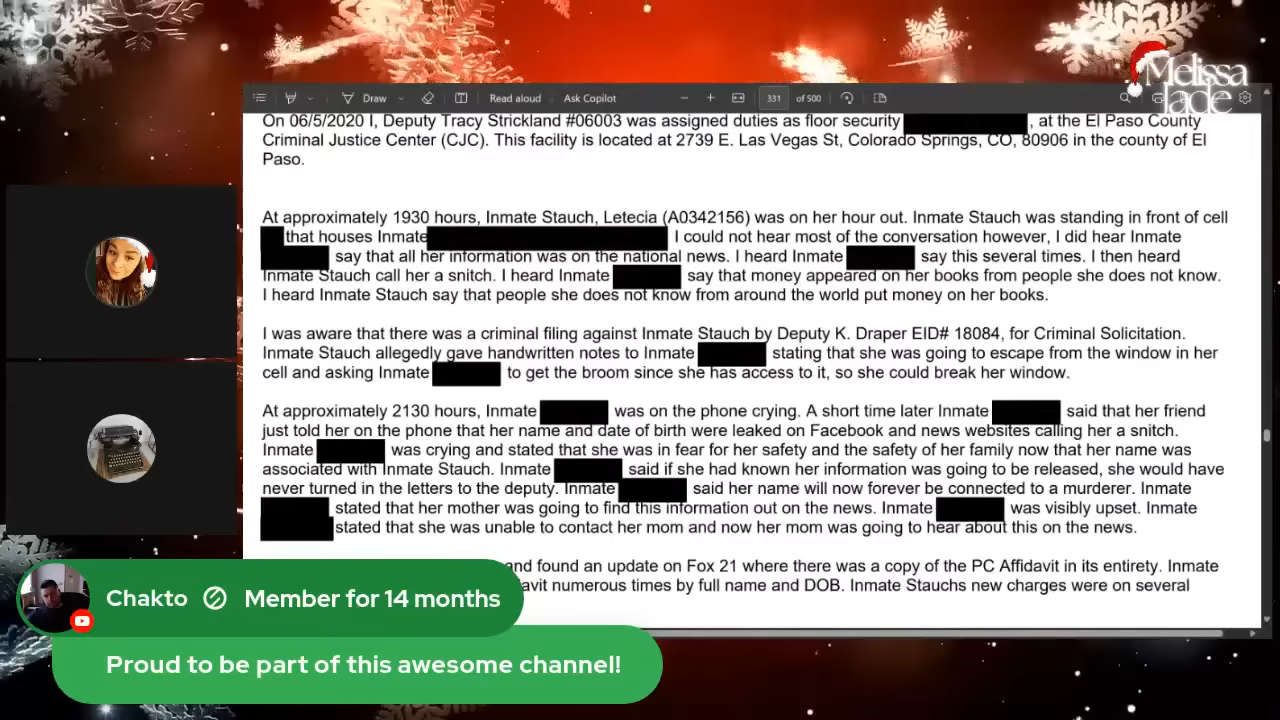 Melissa
Jade
Draw
Read aloud
Ask Copilot
331
of 500
On 06/5/2020 I, Deputy Tracy Strickland #06003 was assigned duties as floor security , at the El Paso County
Criminal Justice Center (CJC). This facility is located at 2739 E. Las Vegas St, Colorado Springs, CO, 80906 in the county of El
Paso.
At approximately 1930 hours, Inmate Stauch, Letecia (A0342156) was on her hour out. Inmate Stauch was standing in front of cell
that houses Inmate I could not hear most of the conversation however, I did hear Inmate
say that all her information was on the national news. I heard Inmate say this several times. I then heard
Inmate Stauch call her a snitch. I heard Inmate say that money appeared on her books from people she does not know.
I heard Inmate Stauch say that people she does not know from around the world put money on her books.
I was aware that there was a criminal filing against Inmate Stauch by Deputy K. Draper EID# 18084, for Criminal Solicitation.
Inmate Stauch allegedly gave handwritten notes to Inmate stating that she was going to escape from the window in her
cell and asking Inmate to get the broom since she has access to it, so she could break her window.
At approximately 2130 hours, Inmate was on the phone crying. A short time later Inmate said that her friend
just told her on the phone that her name and date of birth were leaked on Facebook and news websites calling her a snitch.
Inmate was crying and stated that she was in fear for her safety and the safety of her family now that her name was
associated with Inmate Stauch. Inmate said if she had known her information was going to be released, she would have
never turned in the letters to the deputy. Inmate said her name will now forever be connected to a murderer. Inmate
stated that her mother was going to find this information out on the news. Inmate was visibly upset. Inmate
stated that she was unable to contact her mom and now her mom was going to hear about this on the news.
and found an update on Fox 21 where there was a copy of the PC Affidavit in its entirety. Inmate
avit numerous times by full name and DOB. Inmate Stauchs new charges were on several
Chakto Member for 14 months
Proud to be part of this awesome channel!